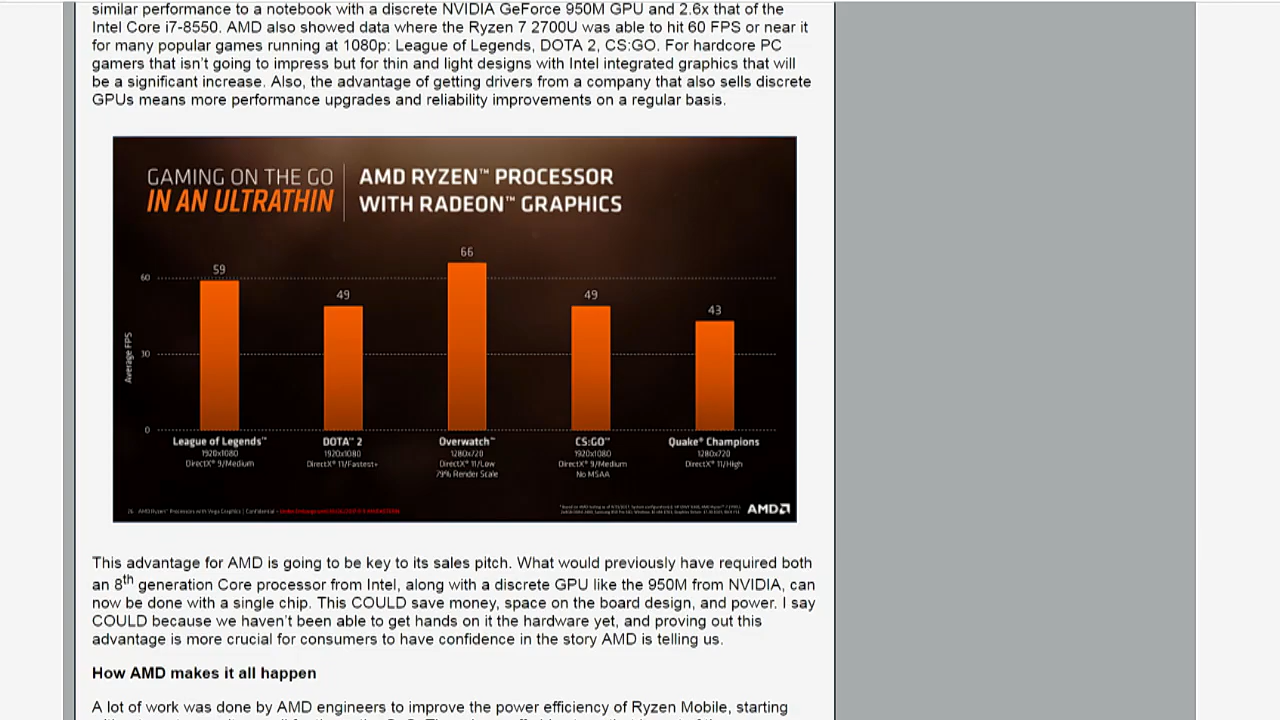 similar performance to a notebook with a discrete NVIDIA GeForce 950M GPU and 2.6x that of the
Intel Core i7-8550. AMD also showed data where the Ryzen 7 2700U was able to hit 60 FPS or near it
for many popular games running at 1080p: League of Legends, DOTA 2, CS:GO. For hardcore PC
gamers that isn't going to impress but for thin and light designs with Intel integrated graphics that will
be a significant increase. Also, the advantage of getting drivers from a company that also sells discrete
GPUs means more performance upgrades and reliability improvements on a regular basis.
GAMING ON THE GO
IN AN ULTRATHIN
AMD RYZEN™ PROCESSOR
WITH RADEON™ GRAPHICS
Average FPS
60
30
0
59
49
66
49
43
League of Legends™
1920x1080
DirectX® 9/Medium
DOTA™ 2
1920x1080
DirectX® 11/Fastest+
Overwatch™
1280x720
DirectX® 11/Low
79% Render Scale
CS:GO™
1920x1080
DirectX® 9/Medium
No MSAA
Quake® Champions
1280x720
DirectX® 11/High
AMD
This advantage for AMD is going to be key to its sales pitch. What would previously have required both
an 8th generation Core processor from Intel, along with a discrete GPU like the 950M from NVIDIA, can
now be done with a single chip. This COULD save money, space on the board design, and power. I say
COULD because we haven't been able to get hands on it the hardware yet, and proving out this
advantage is more crucial for consumers to have confidence in the story AMD is telling us.
How AMD makes it all happen
A lot of work was done by AMD engineers to improve the power efficiency of Ryzen Mobile, starting